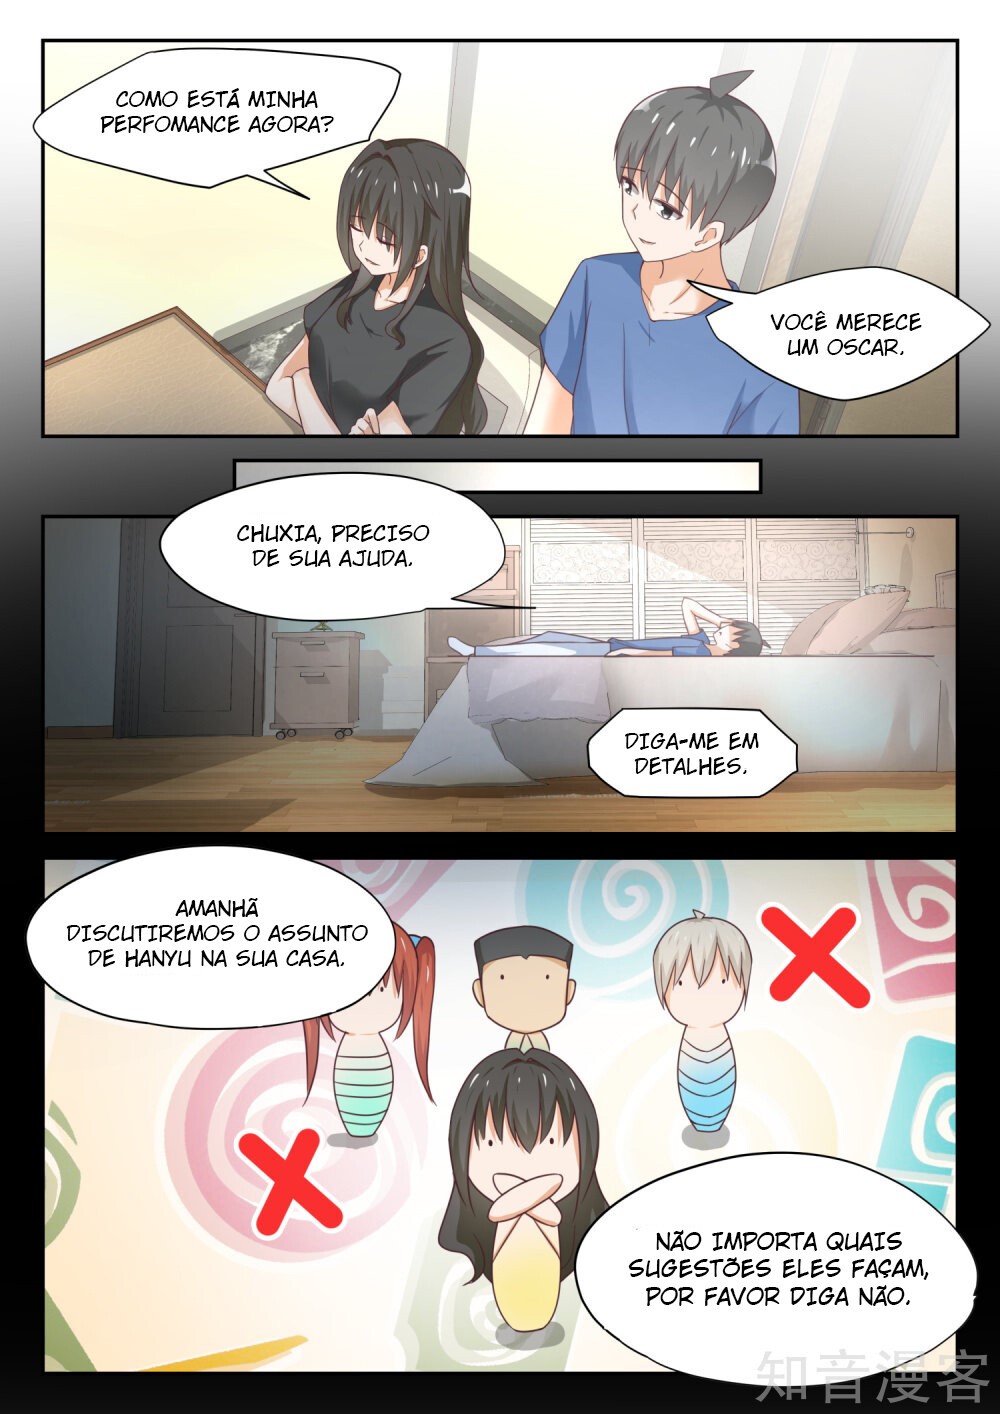 COMO ESTÁ MINHA
PERFOMANCE AGORA?
VOCÊ MERECE
UM OSCAR.
CHUXIA, PRECISO
DE SUA AJUDA.
DIGA-ME EM
DETALHES.
AMANHÃ
DISCUTIREMOS O ASSUNTO
DE HANYU NA SUA CASA.
NÃO IMPORTA QUAIS
SUGESTÕES ELES FAÇAM,
POR FAVOR DIGA NÃO.
知音漫客